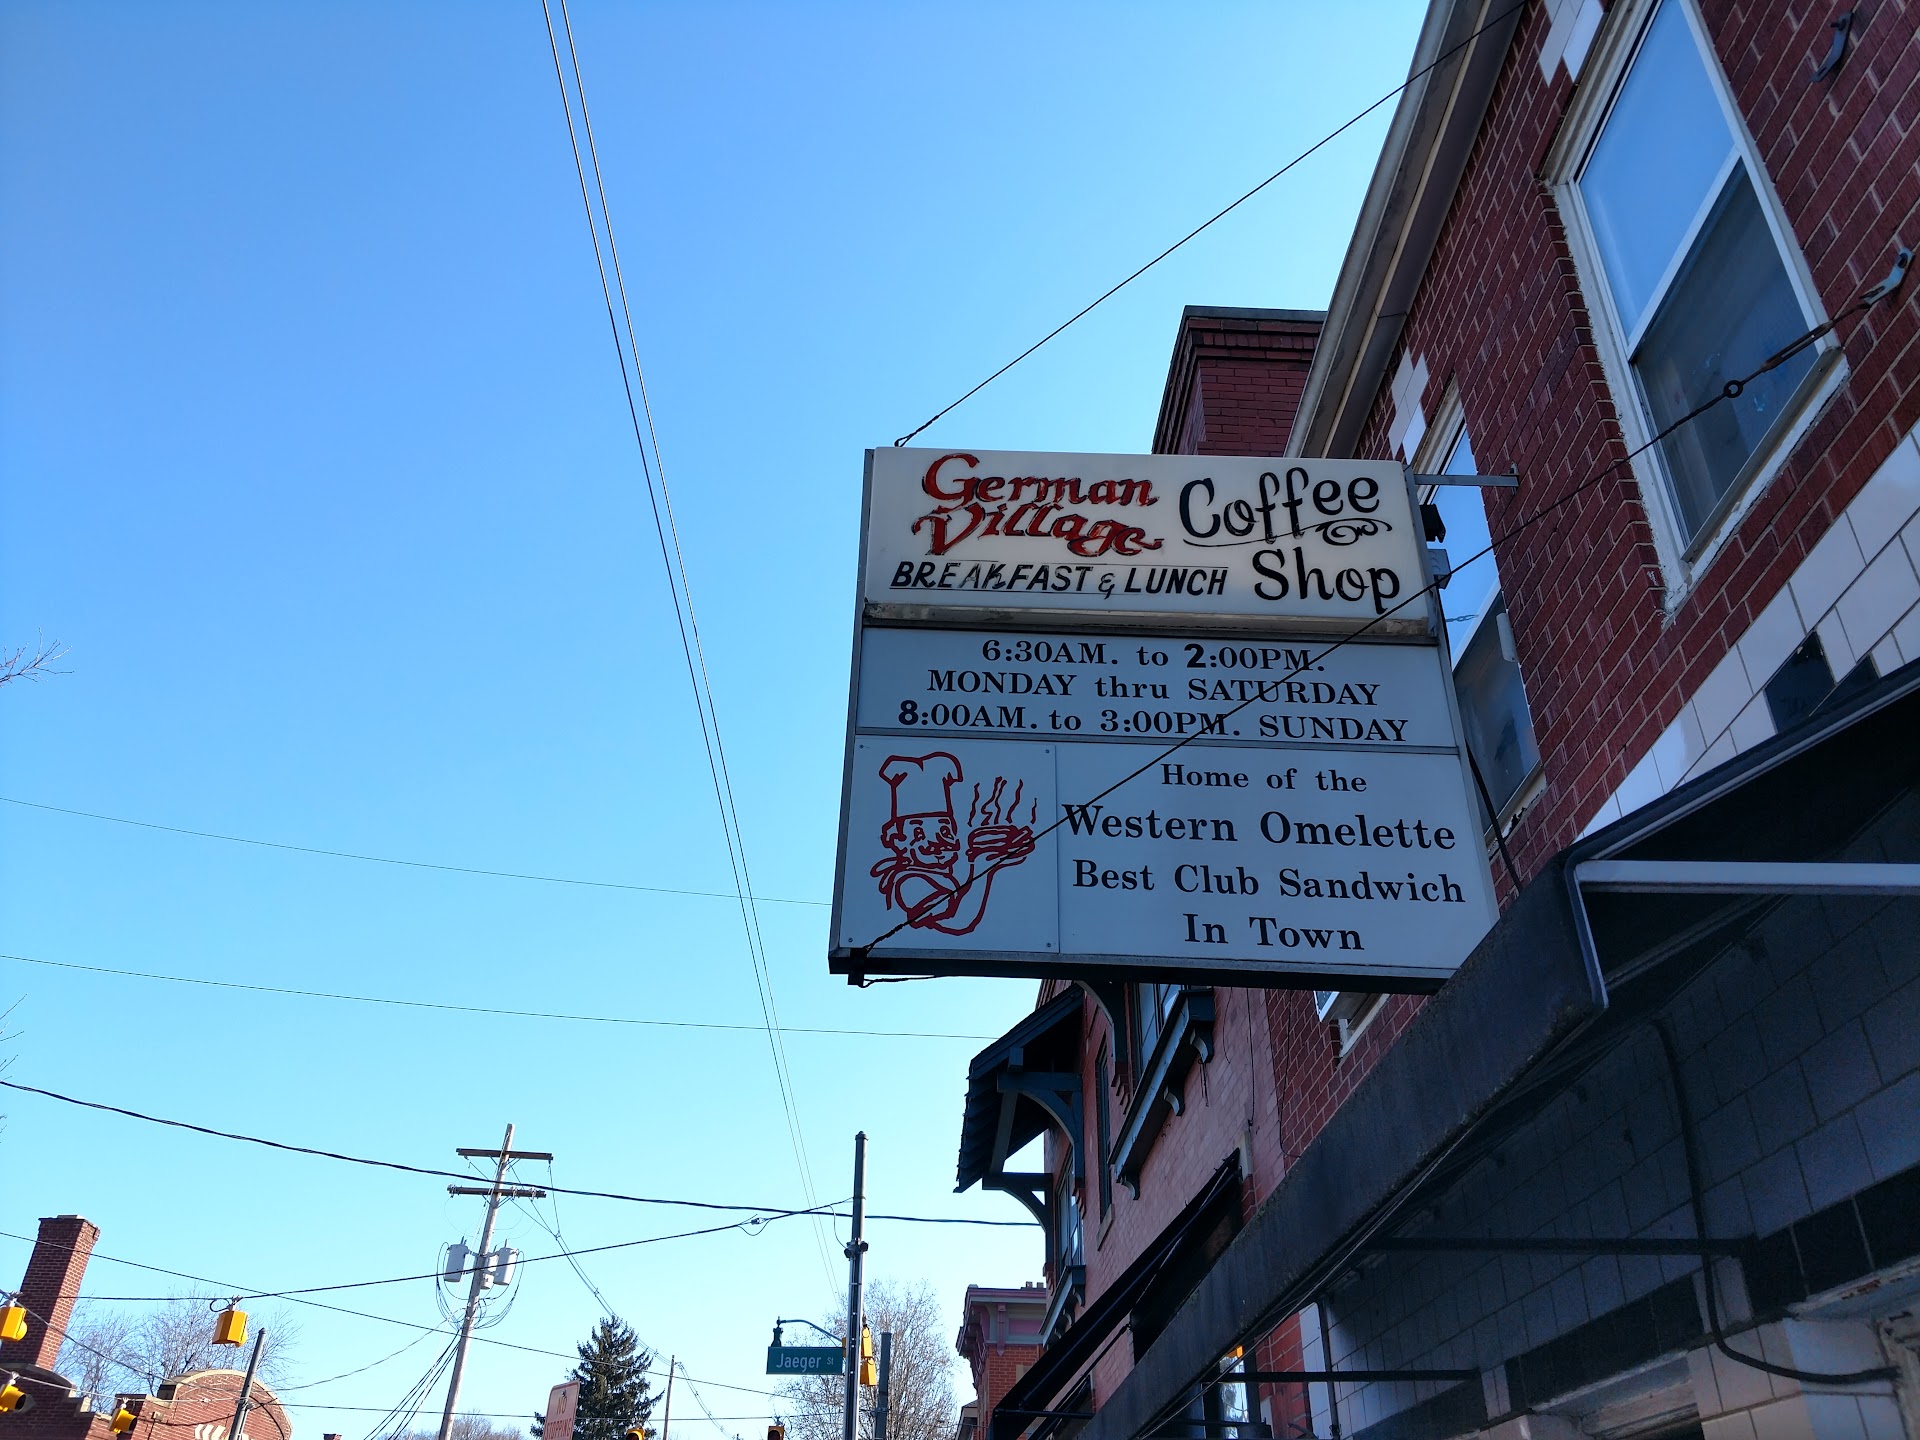 German Village Coffee Shop
BREAKFAST & LUNCH
6:30AM. to 2:00PM.
MONDAY thru SATURDAY
8:00AM. to 3:00PM. SUNDAY
Home of the
Western Omelette
Best Club Sandwich
In Town
Jaeger St